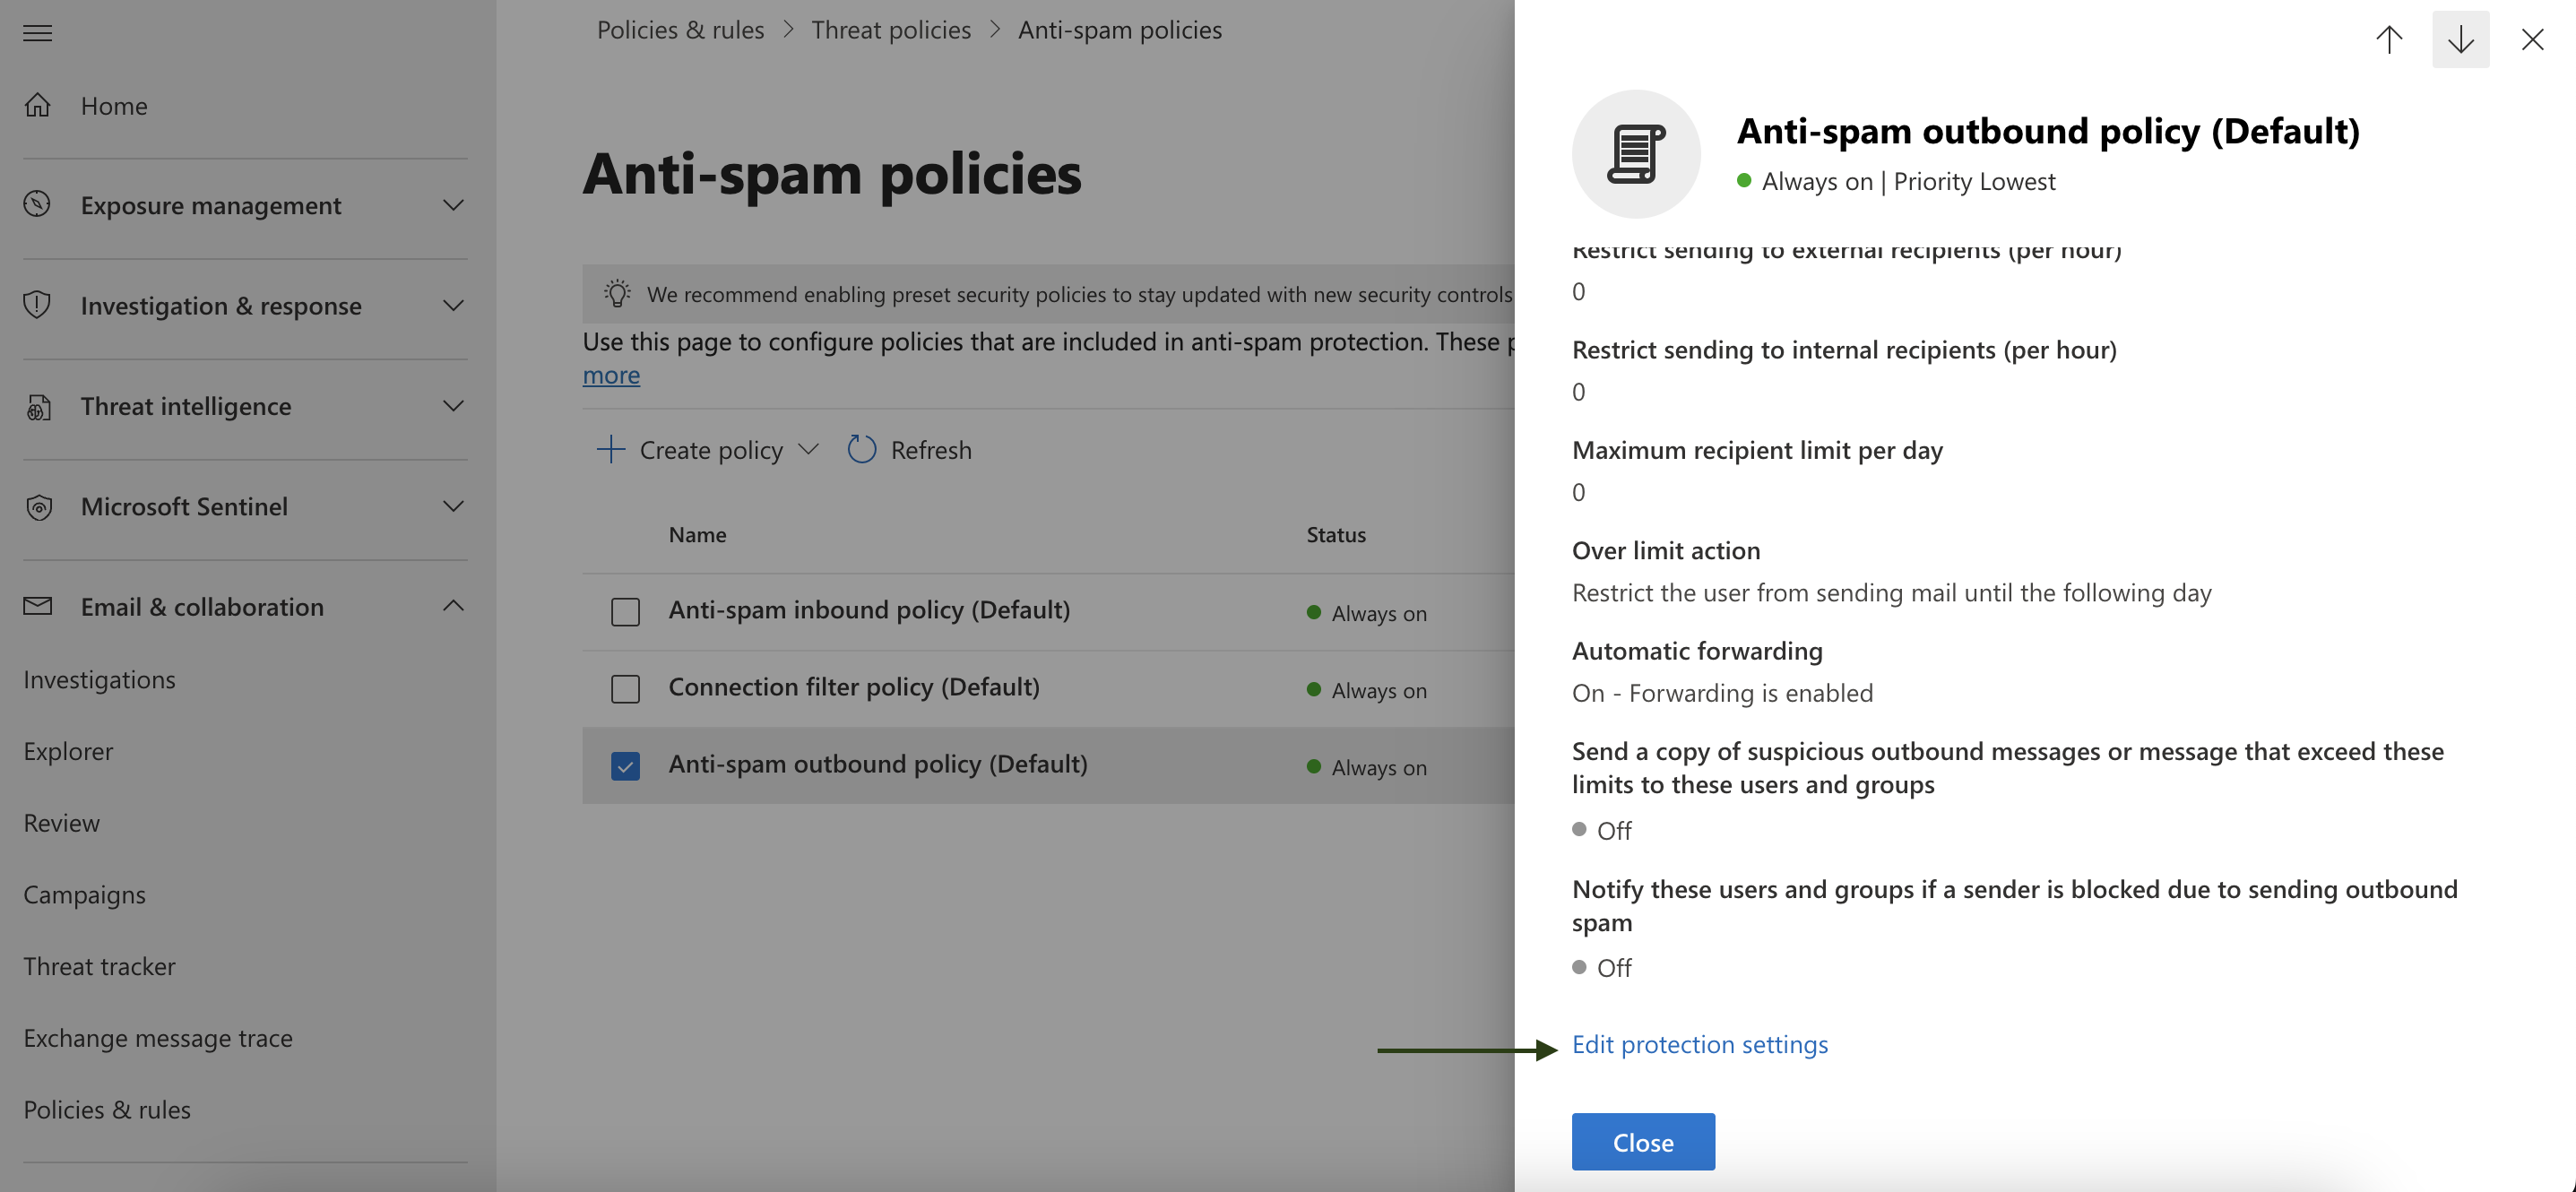 Policies & rules > Threat policies > Anti-spam policies
Home
Exposure management
Investigation & response
Threat intelligence
Microsoft Sentinel
Email & collaboration
Investigations
Explorer
Review
Campaigns
Threat tracker
Exchange message trace
Policies & rules
Anti-spam policies
We recommend enabling preset security policies to stay updated with new security controls
Use this page to configure policies that are included in anti-spam protection. These p
more
Create policy
Refresh
Name Status
Anti-spam inbound policy (Default) Always on
Connection filter policy (Default) Always on
Anti-spam outbound policy (Default) Always on
Anti-spam outbound policy (Default)
Always on | Priority Lowest
Restrict sending to external recipients (per hour)
0
Restrict sending to internal recipients (per hour)
0
Maximum recipient limit per day
0
Over limit action
Restrict the user from sending mail until the following day
Automatic forwarding
On - Forwarding is enabled
Send a copy of suspicious outbound messages or message that exceed these
limits to these users and groups
Off
Notify these users and groups if a sender is blocked due to sending outbound
spam
Off
Edit protection settings
Close